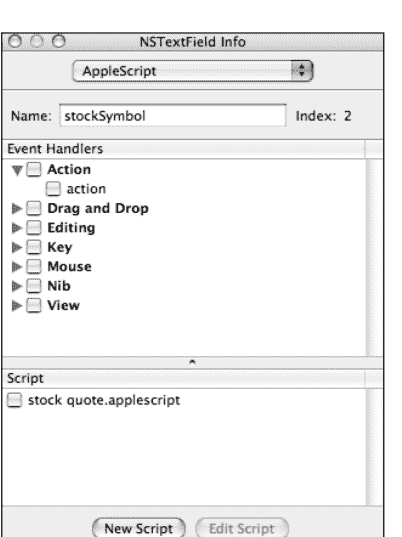 NSTextField Info
AppleScript
Name: stockSymbol Index: 2
Event Handlers
Action
action
Drag and Drop
Editing
Key
Mouse
Nib
View
Script
stock quote.applescript
New Script Edit Script